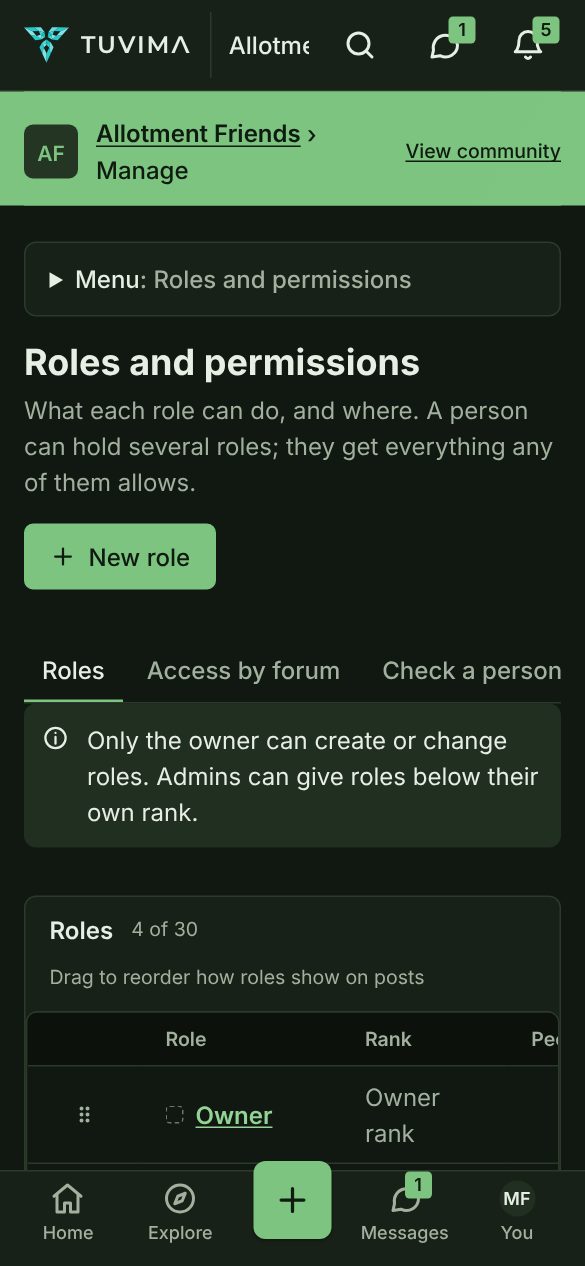 TUVIMA
Allotme
1
5
AF
Allotment Friends ›
Manage
View community
Menu: Roles and permissions
Roles and permissions
What each role can do, and where. A person
can hold several roles; they get everything any
of them allows.
+ New role
Roles
Access by forum
Check a person
Only the owner can create or change
roles. Admins can give roles below their
own rank.
Roles 4 of 30
Drag to reorder how roles show on posts
Role
Rank
Owner
Owner
rank
1
MF
Home
Explore
Messages
You